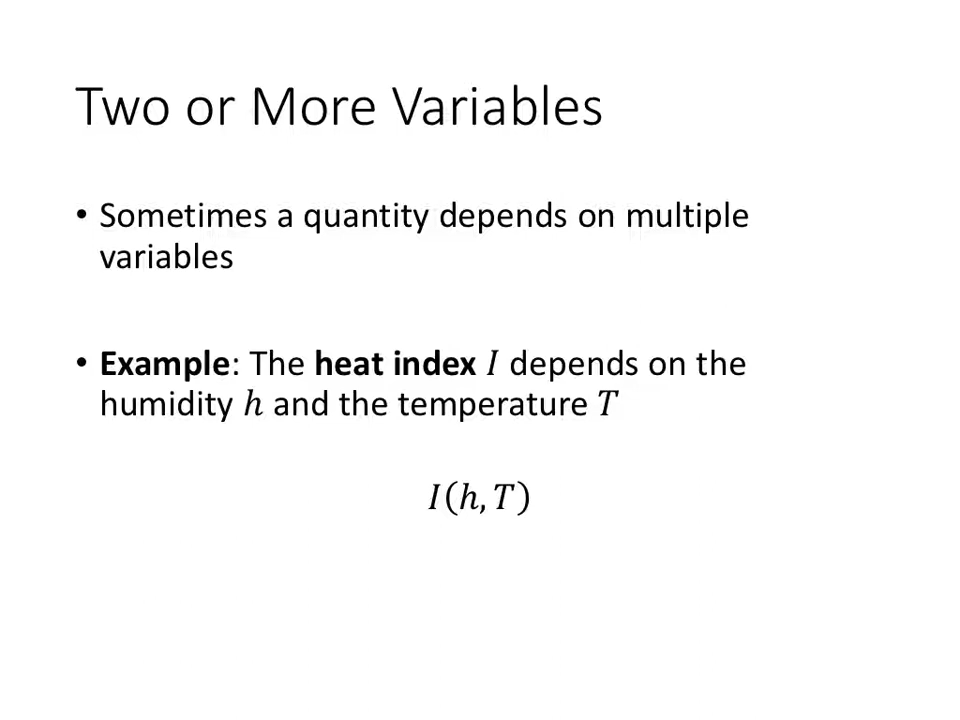 Two or More Variables
• Sometimes a quantity depends on multiple
variables
• Example: The heat index I depends on the
humidity h and the temperature T
I(h, T)